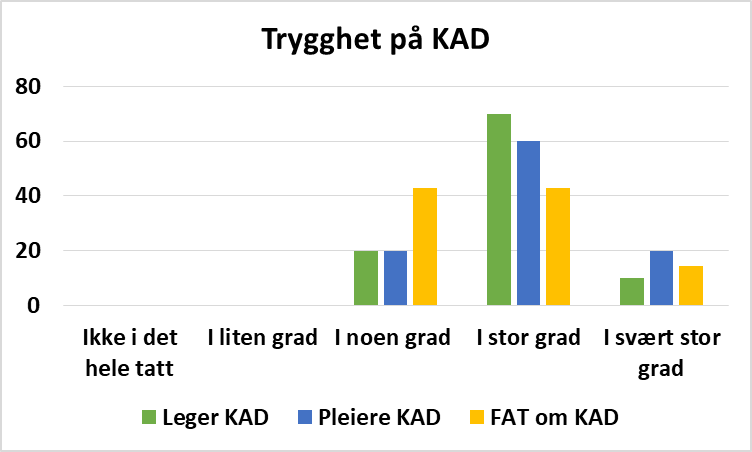 Trygghet på KAD
80
60
40
20
0
Ikke i det
hele tatt
I liten grad
I noen grad
I stor grad
I svært stor
grad
Leger KAD
Pleiere KAD
FAT om KAD